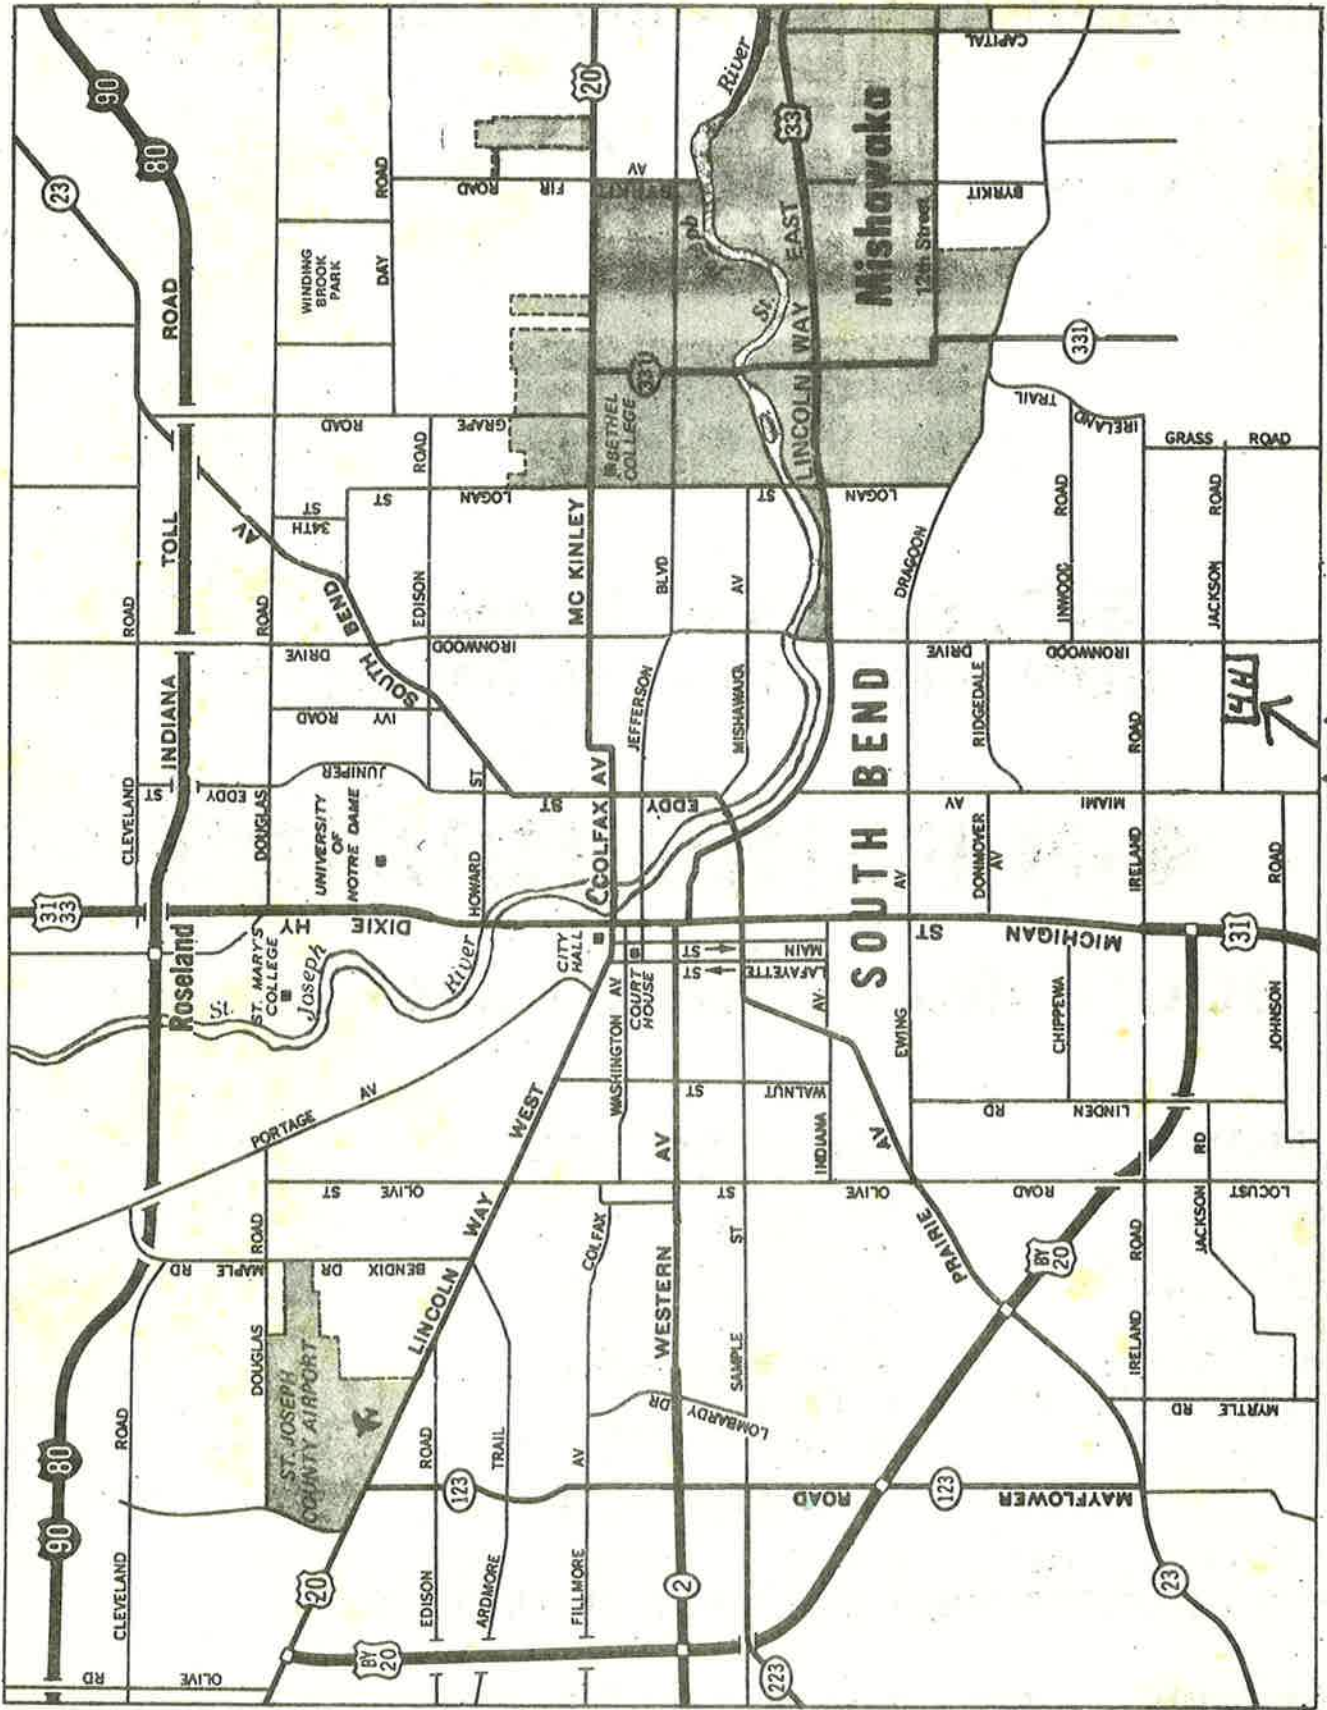 90
80
23
INDIANA
TOLL
ROAD
CLEVELAND
ROAD
CLEVELAND
ROAD
CLEVELAND
ROAD
OLIVE
RD
90
80
31
33
Roseland
ST. MARY'S
COLLEGE
St.
Joseph
River
UNIVERSITY
OF
NOTRE DAME
DIXIE
HY
DOUGLAS
ROAD
DOUGLAS
ROAD
EDDY
ST
JUNIPER
IVY
ROAD
SOUTH
BEND
AV
34TH
ST
WINDING
BROOK
PARK
DAY
ROAD
GRAPE
ROAD
FIR
ROAD
EDISON
ROAD
LOGAN
ST
IRONWOOD
DRIVE
HOWARD
ST
PORTAGE
AV
MAPLE
RD
BENDIX
DR
OLIVE
ST
ST. JOSEPH
COUNTY AIRPORT
LINCOLN
WAY
WEST
20
BY
20
EDISON
ROAD
123
ARDMORE
TRAIL
FILLMORE
AV
COLFAX
WASHINGTON
AV
CITY
HALL
COURT
HOUSE
COLFAX AV
MC KINLEY
20
BETHEL
COLLEGE
331
BYRKIT
AV
EDDY
ST
JEFFERSON
BLVD
MISHAWAKA
AV
WESTERN
AV
2
SAMPLE
ST
LOMBARDY
DR
223
WALNUT
ST
LAFAYETTE
ST
MAIN
ST
INDIANA
AV
River
St.
33
LINCOLN
WAY
EAST
Mishawaka
12th Street
BYRKIT
CAPITAL
LOGAN
ST
331
SOUTH BEND
EWING
AV
DRAGOON
TRAIL
PRAIRIE
AV
OLIVE
ROAD
MAYFLOWER
ROAD
123
BY
20
MICHIGAN
ST
DONMOYER
AV
RIDGEDALE
IRONWOOD
DRIVE
MIAMI
AV
CHIPPEWA
LINDEN
RD
INWOOD
ROAD
IRELAND
IRELAND
ROAD
IRELAND
ROAD
GRASS
ROAD
JACKSON
ROAD
4H
JACKSON
RD
31
JOHNSON
ROAD
LOCUST
MYRTLE
RD
23